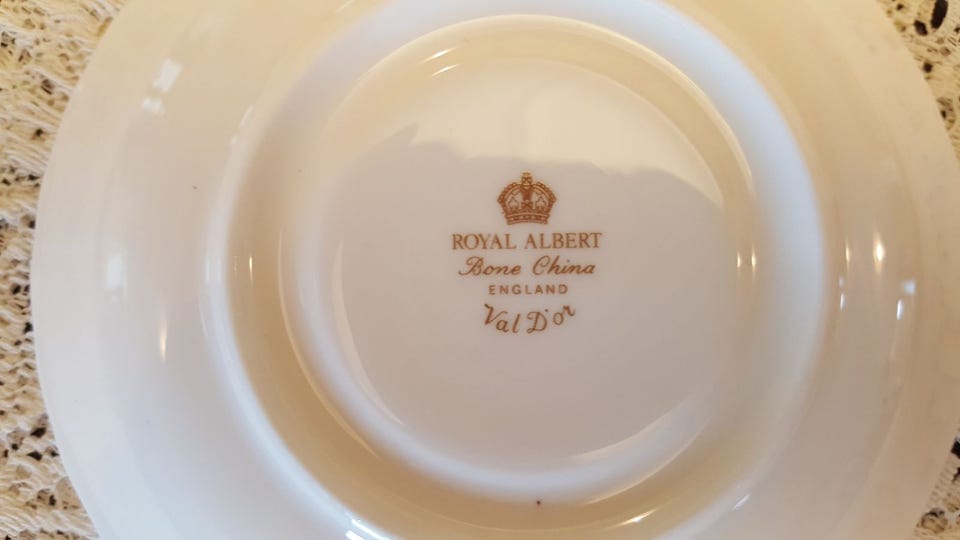 ROYAL ALBERT
Bone China
ENGLAND
Val D'or